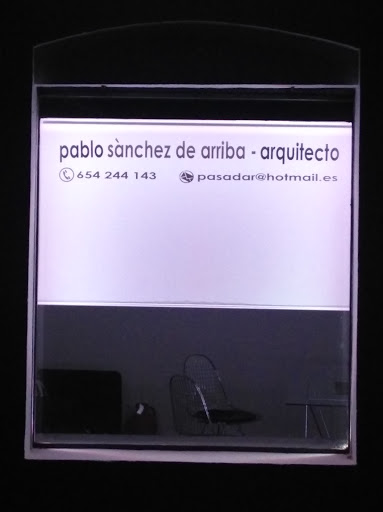 pablo sànchez de arriba - arquitecto
654 244 143 pasadar@hotmail.es